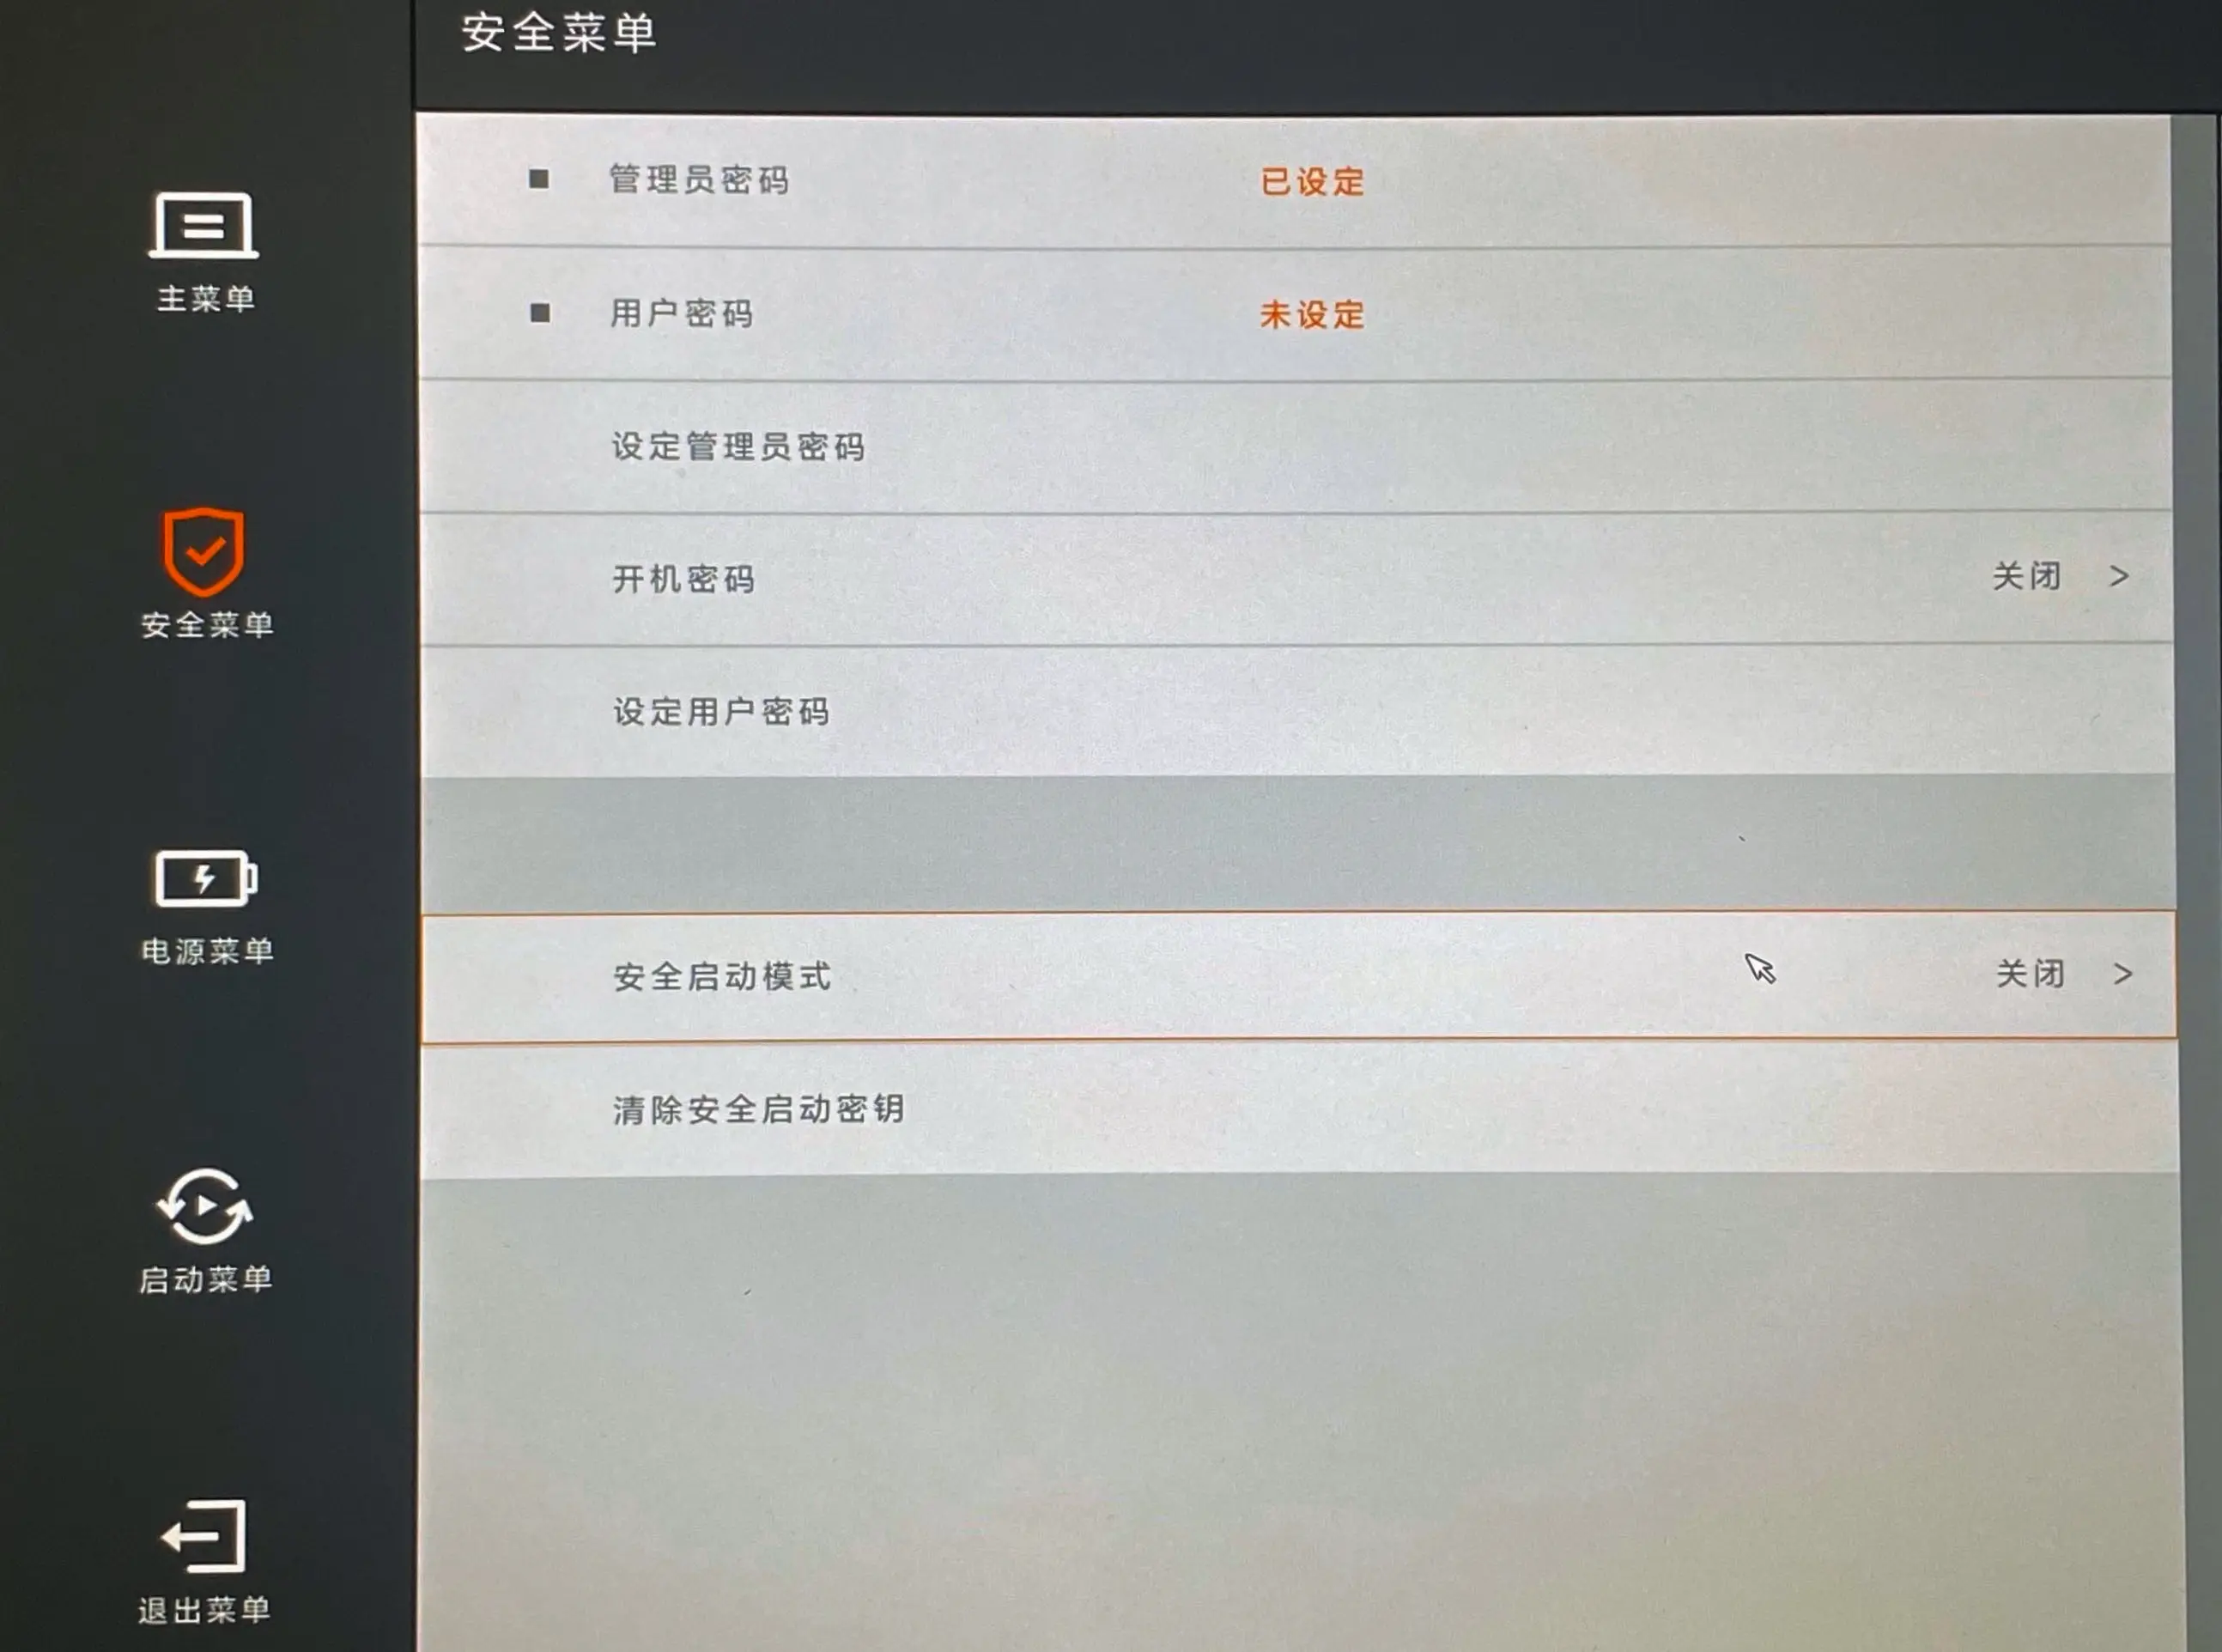 安全菜单
主菜单
安全菜单
电源菜单
启动菜单
退出菜单
管理员密码 已设定
用户密码 未设定
设定管理员密码
开机密码 关闭 >
设定用户密码
安全启动模式 关闭 >
清除安全启动密钥